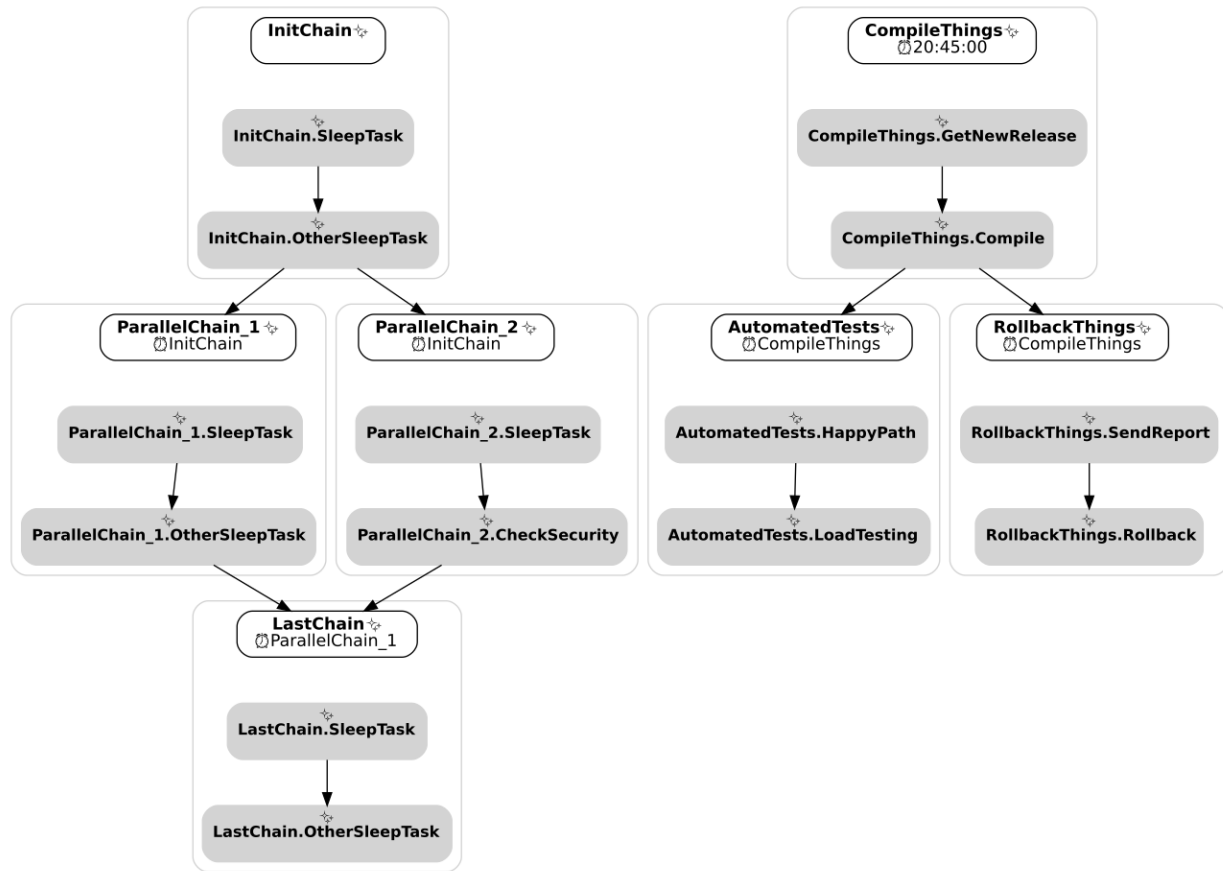 InitChain✨
InitChain.SleepTask
InitChain.OtherSleepTask
CompileThings✨
⏰20:45:00
CompileThings.GetNewRelease
CompileThings.Compile
ParallelChain_1✨
⏰InitChain
ParallelChain_1.SleepTask
ParallelChain_1.OtherSleepTask
ParallelChain_2✨
⏰InitChain
ParallelChain_2.SleepTask
ParallelChain_2.CheckSecurity
AutomatedTests✨
⏰CompileThings
AutomatedTests.HappyPath
AutomatedTests.LoadTesting
RollbackThings✨
⏰CompileThings
RollbackThings.SendReport
RollbackThings.Rollback
LastChain✨
⏰ParallelChain_1
LastChain.SleepTask
LastChain.OtherSleepTask